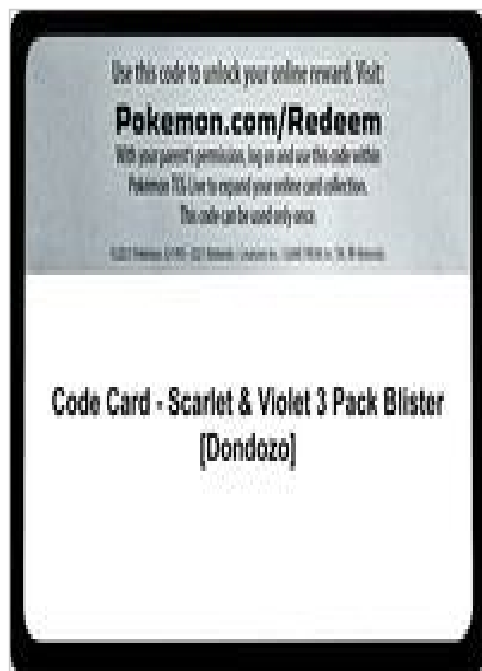 Use this code to unlock your online reward. Visit:
Pokemon.com/Redeem
With your parent's permission, log on and use this code within
Pokémon TCG Live to expand your online card collection.
This code can be used only once.
Code Card - Scarlet & Violet 3 Pack Blister
[Dondozo]